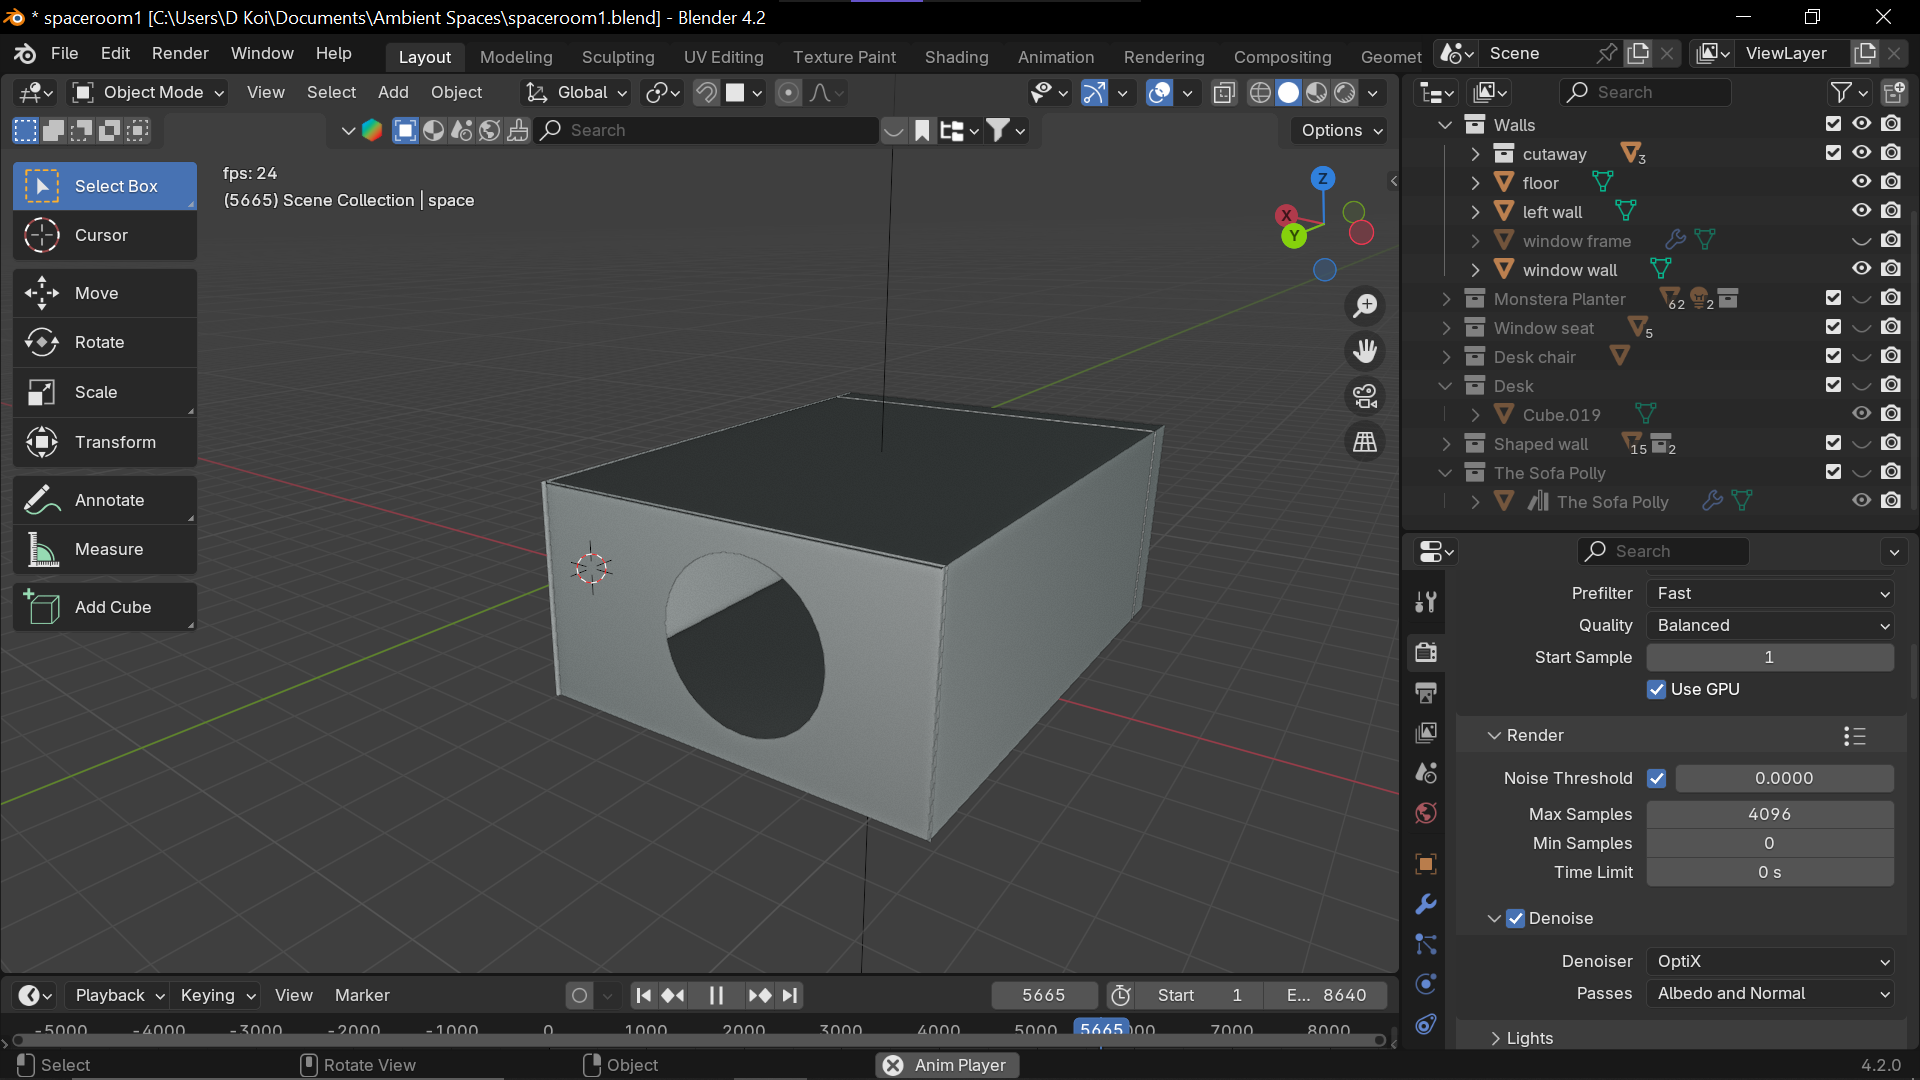 * spaceroom1 [C:\Users\D Koi\Documents\Ambient Spaces\spaceroom1.blend] - Blender 4.2
File Edit Render Window Help Layout Modeling Sculpting UV Editing Texture Paint Shading Animation Rendering Compositing Geomet Scene ViewLayer
Object Mode View Select Add Object Global Search
Search Options
Walls
cutaway 3
floor
left wall
window frame
window wall
Monstera Planter 62 2
Window seat 5
Desk chair
Desk
Cube.019
Shaped wall 15 2
The Sofa Polly
The Sofa Polly
Select Box
Cursor
Move
Rotate
Scale
Transform
Annotate
Measure
Add Cube
fps: 24
(5665) Scene Collection | space
Z
X
Y
Search
Prefilter Fast
Quality Balanced
Start Sample 1
Use GPU
Render
Noise Threshold 0.0000
Max Samples 4096
Min Samples 0
Time Limit 0 s
Denoise
Denoiser OptiX
Passes Albedo and Normal
Lights
Playback Keying View Marker 5665 Start 1 E... 8640
-5000 -4000 -3000 -2000 -1000 0 1000 2000 3000 4000 5000 5665 7000 8000
Select Rotate View Object Anim Player 4.2.0